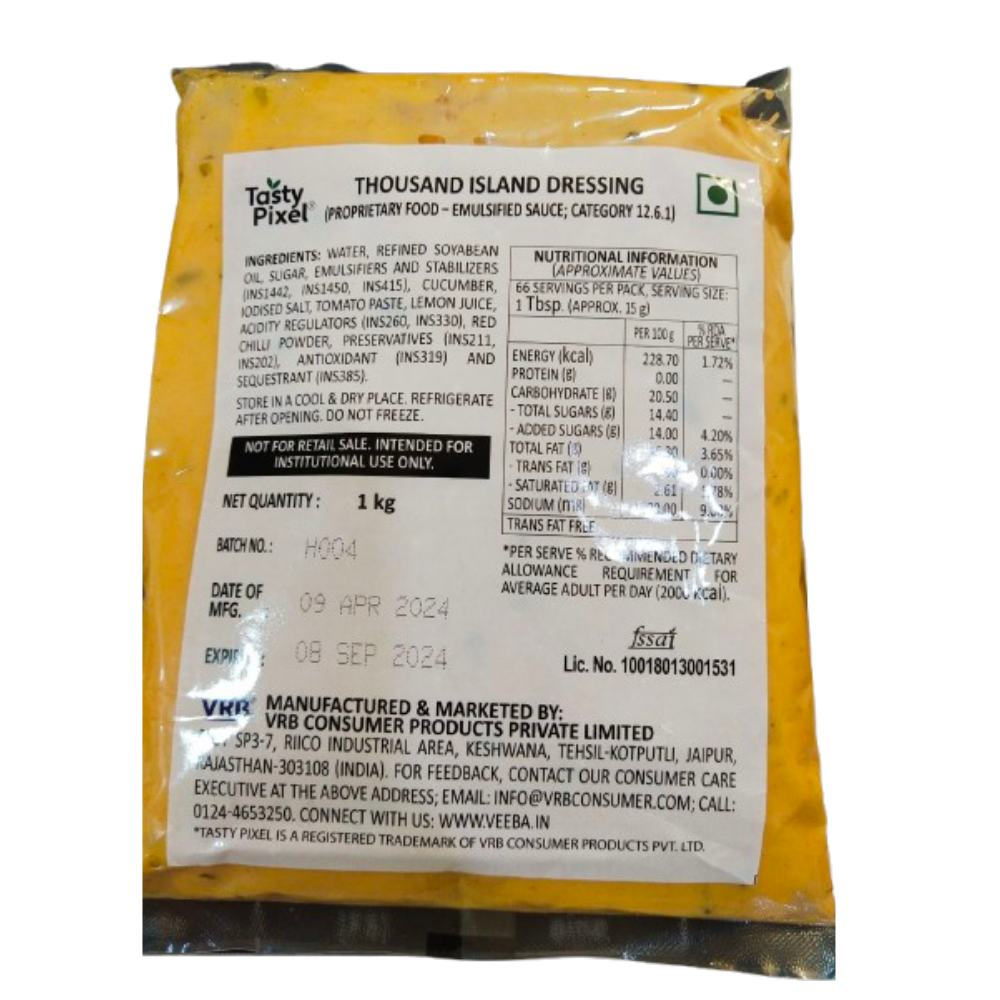 Tasty
Pixel®
THOUSAND ISLAND DRESSING
(PROPRIETARY FOOD – EMULSIFIED SAUCE; CATEGORY 12.6.1)
INGREDIENTS: WATER, REFINED SOYABEAN
OIL, SUGAR, EMULSIFIERS AND STABILIZERS
(INS1442, INS1450, INS415), CUCUMBER,
IODISED SALT, TOMATO PASTE, LEMON JUICE,
ACIDITY REGULATORS (INS260, INS330), RED
CHILLI POWDER, PRESERVATIVES (INS211,
INS202), ANTIOXIDANT (INS319) AND
SEQUESTRANT (INS385).
STORE IN A COOL & DRY PLACE. REFRIGERATE
AFTER OPENING. DO NOT FREEZE.
NOT FOR RETAIL SALE. INTENDED FOR
INSTITUTIONAL USE ONLY.
NET QUANTITY : 1 kg
BATCH NO. : H004
DATE OF
MFG. : 09 APR 2024
08 SEP 2024
NUTRITIONAL INFORMATION
(APPROXIMATE VALUES)
66 SERVINGS PER PACK, SERVING SIZE:
1 Tbsp. (APPROX. 15 g)
PER 100 g %RDA PER SERVE*
ENERGY (kcal) 228.70 1.72%
PROTEIN (g) 0.00 —
CARBOHYDRATE (g) 20.50 —
- TOTAL SUGARS (g) 14.40 —
- ADDED SUGARS (g) 14.00 4.20%
TOTAL FAT (g) 3.65%
- TRANS FAT (g) 0.00%
- SATURATED FAT (g) 2.61
SODIUM (mg)
TRANS FAT FREE
*PER SERVE % RECOMMENDED DIETARY
ALLOWANCE REQUIREMENT FOR
AVERAGE ADULT PER DAY (2000 kcal).
fssai
Lic. No. 10018013001531
VRB MANUFACTURED & MARKETED BY:
VRB CONSUMER PRODUCTS PRIVATE LIMITED
SP3-7, RIICO INDUSTRIAL AREA, KESHWANA, TEHSIL-KOTPUTLI, JAIPUR,
RAJASTHAN-303108 (INDIA). FOR FEEDBACK, CONTACT OUR CONSUMER CARE
EXECUTIVE AT THE ABOVE ADDRESS; EMAIL: INFO@VRBCONSUMER.COM; CALL:
0124-4653250. CONNECT WITH US: WWW.VEEBA.IN
*TASTY PIXEL IS A REGISTERED TRADEMARK OF VRB CONSUMER PRODUCTS PVT. LTD.